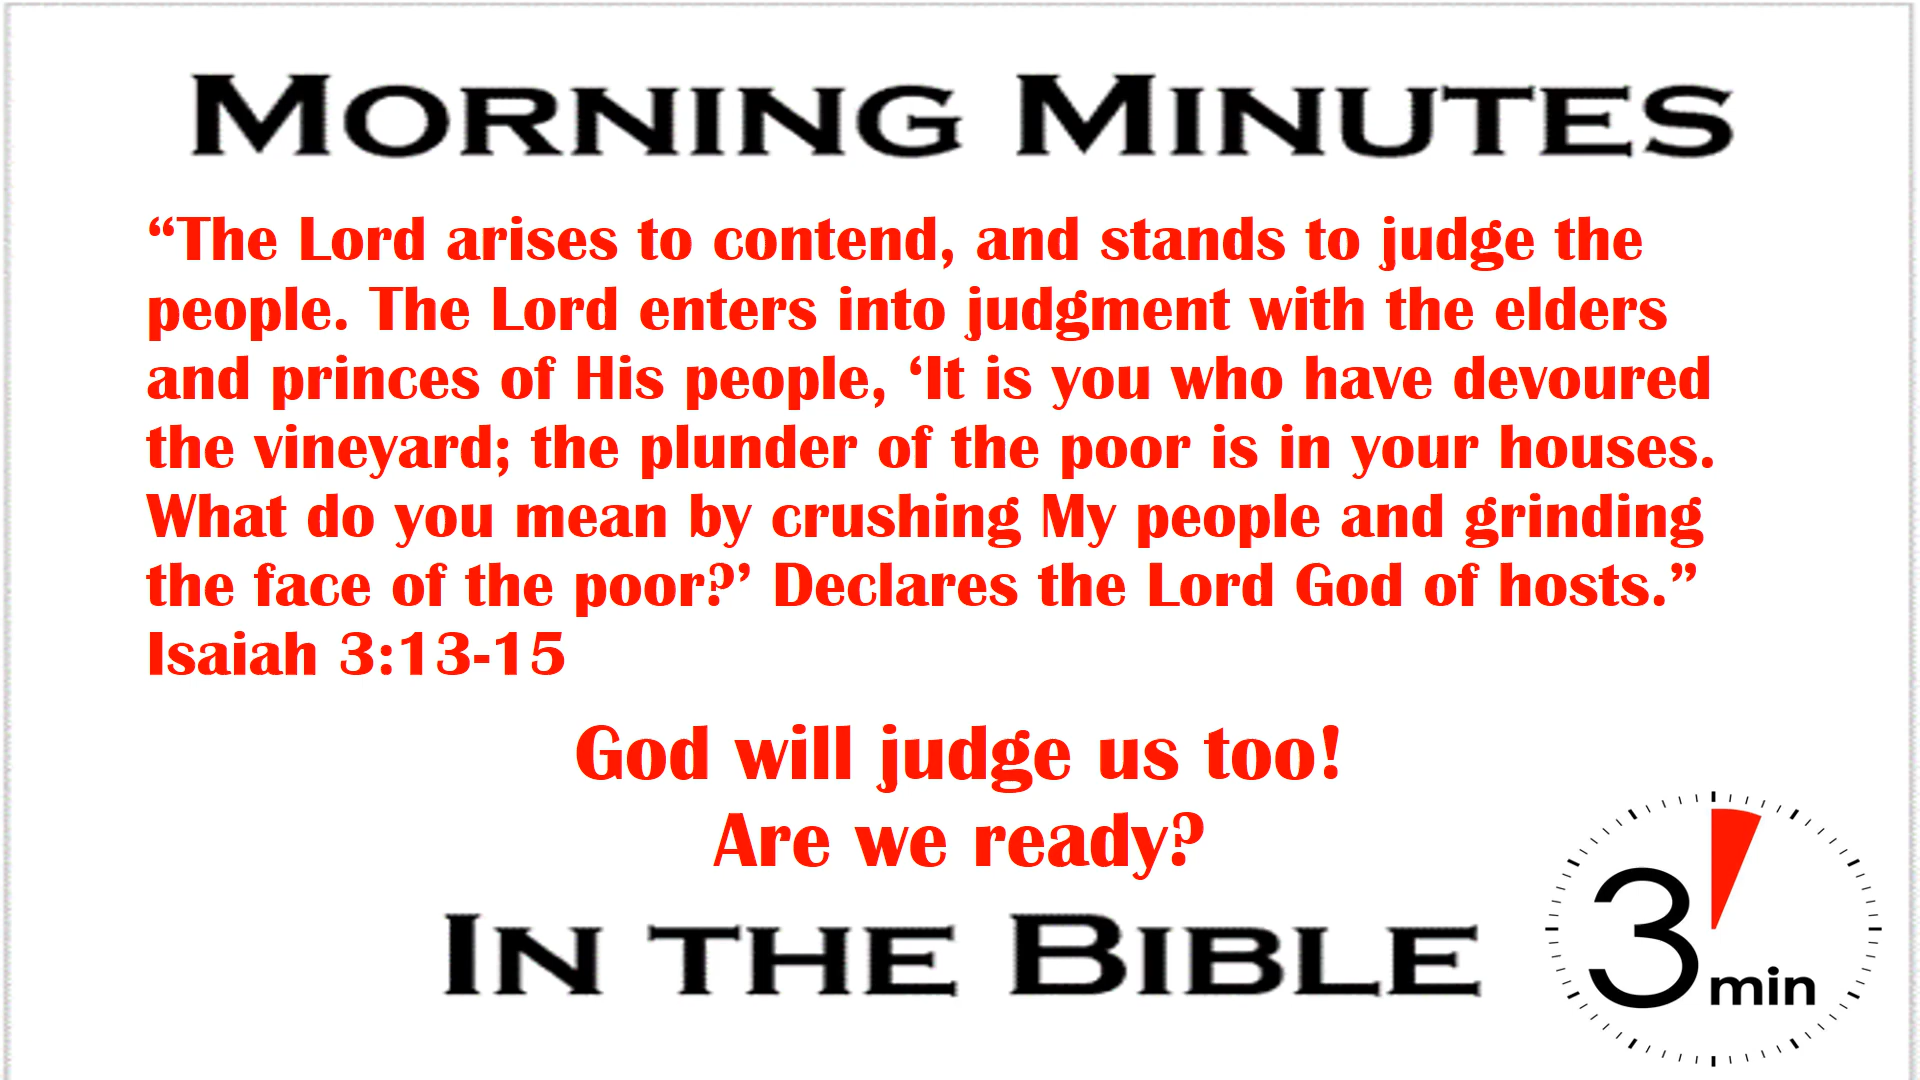 MORNING MINUTES
“The Lord arises to contend, and stands to judge the
people. The Lord enters into judgment with the elders
and princes of His people, ‘It is you who have devoured
the vineyard; the plunder of the poor is in your houses.
What do you mean by crushing My people and grinding
the face of the poor?’ Declares the Lord God of hosts.”
Isaiah 3:13-15
God will judge us too!
Are we ready?
IN THE BIBLE
3 min